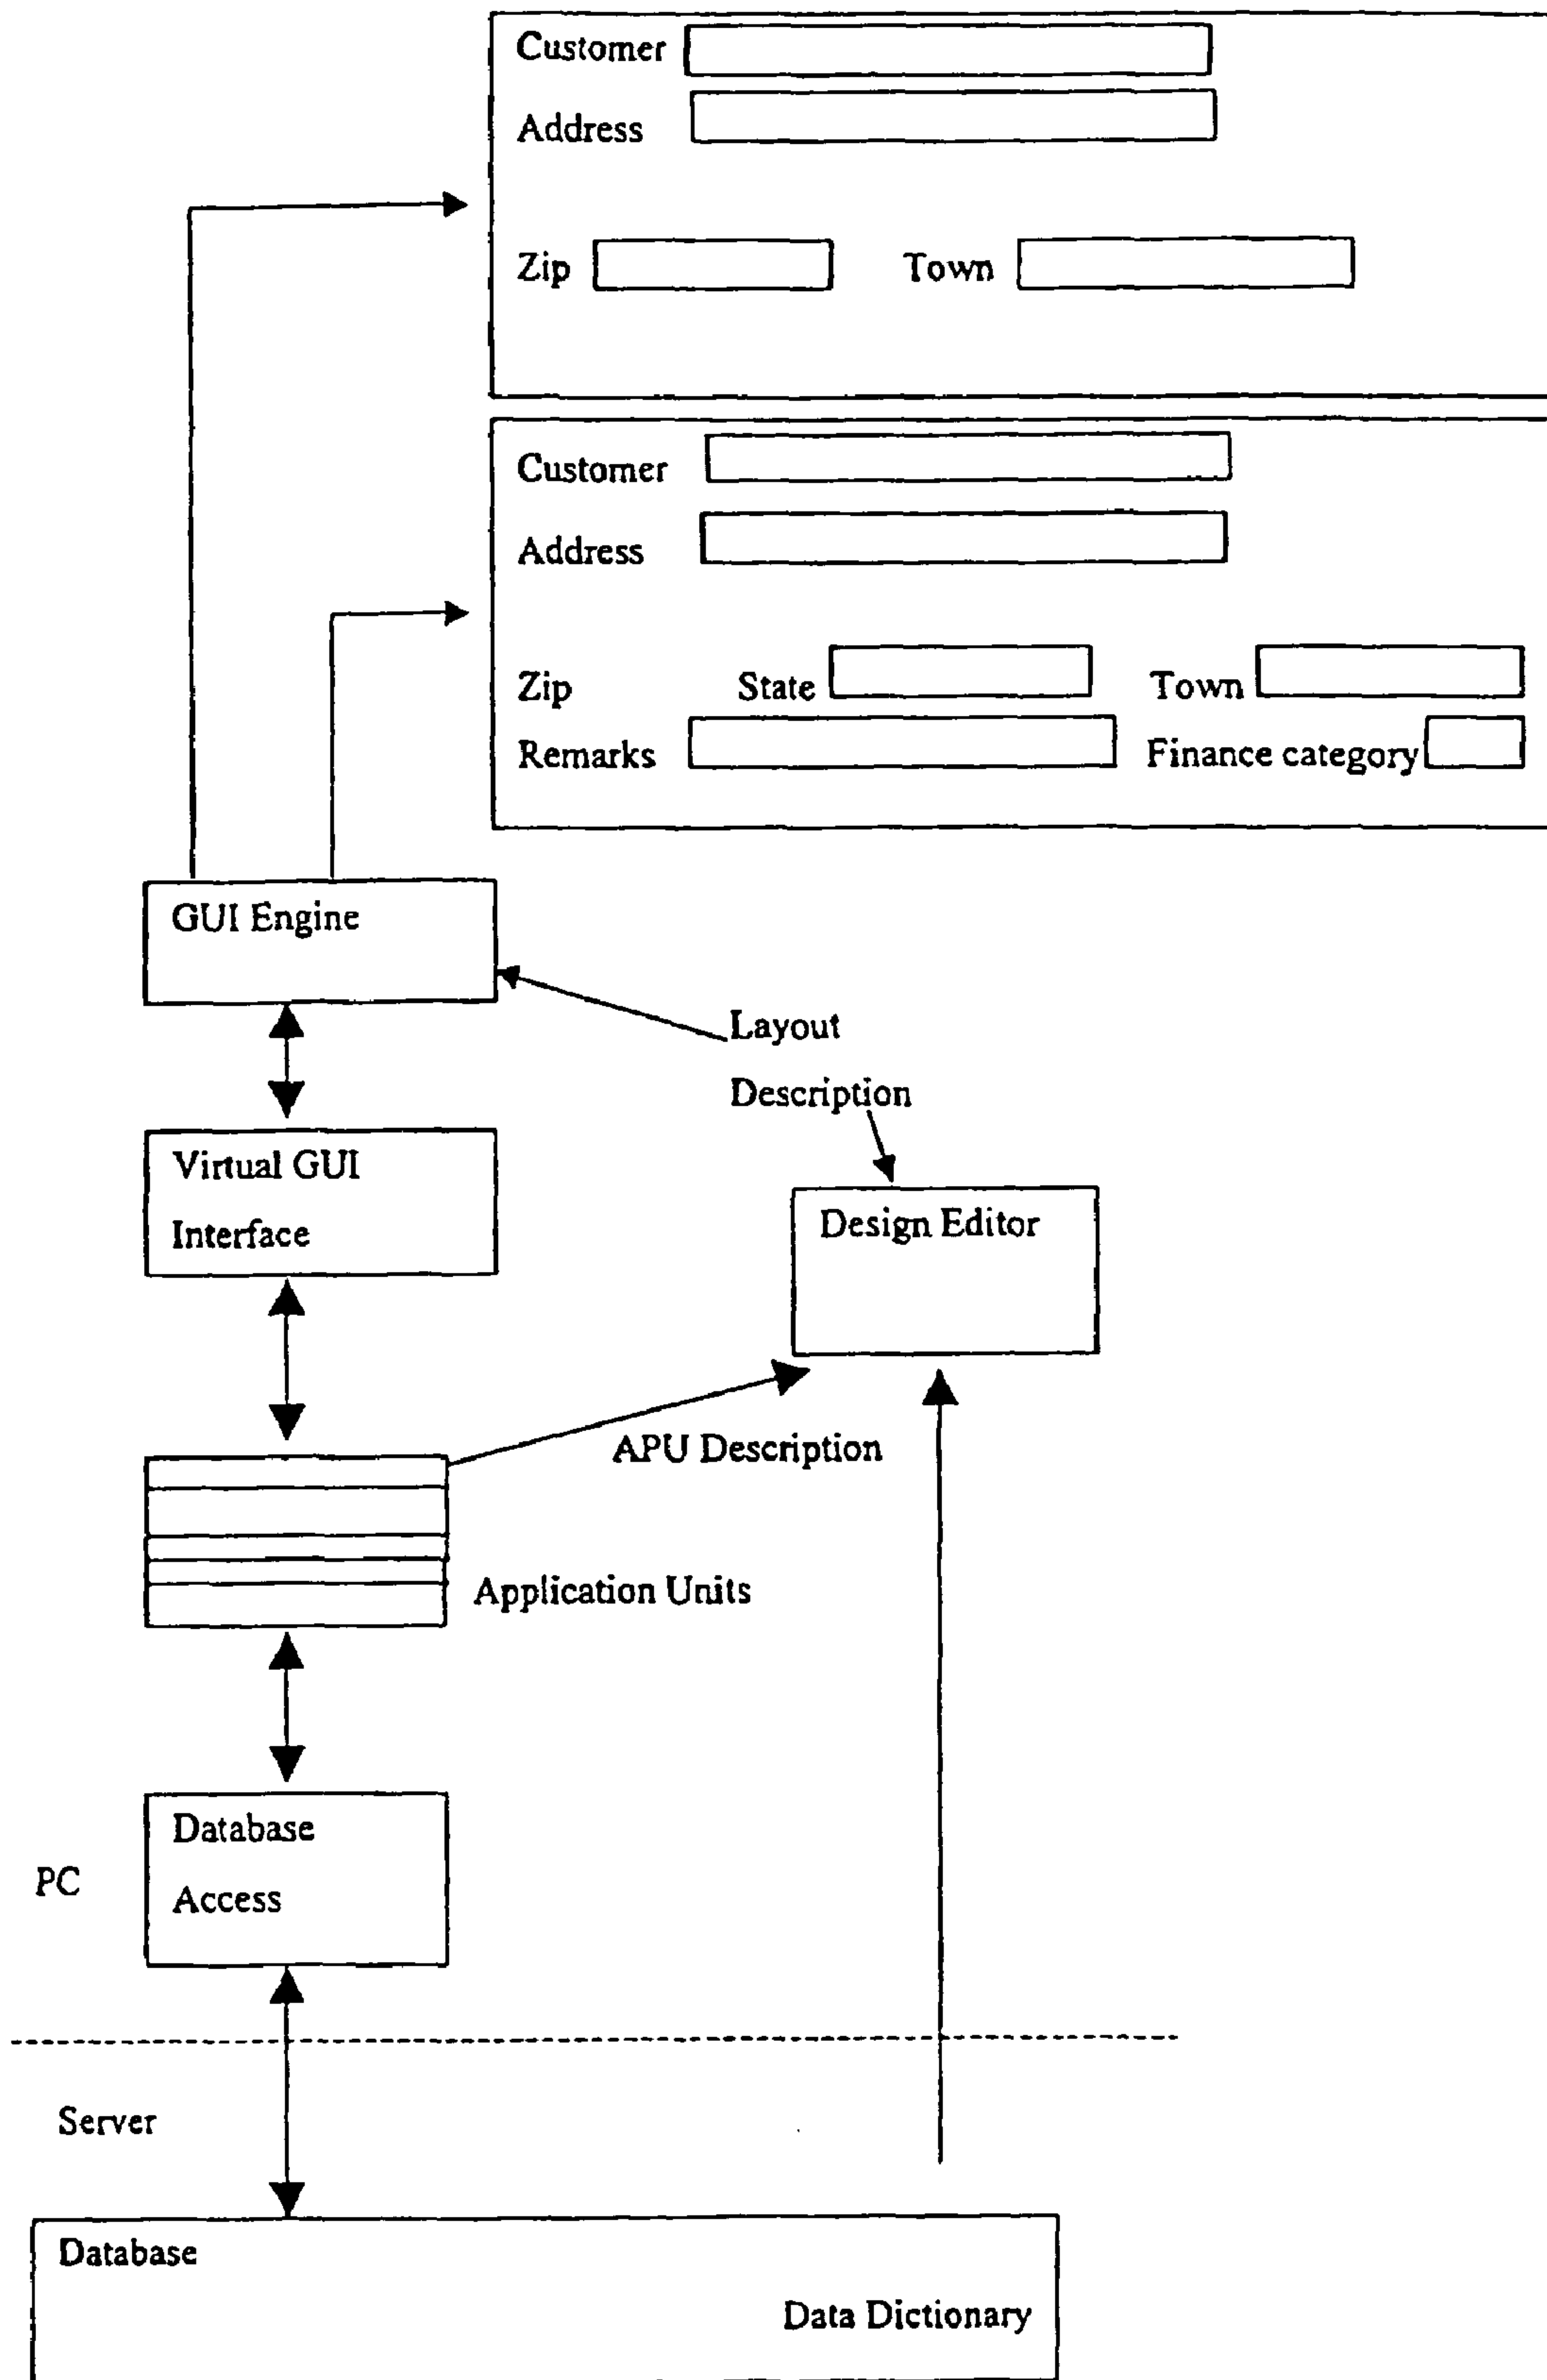 Customer
Address
Zip Town
Customer
Address
Zip State Town
Remarks Finance category
GUI Engine
Layout
Description
Virtual GUI
Interface
Design Editor
APU Description
Application Units
Database
Access
PC
Server
Database
Data Dictionary